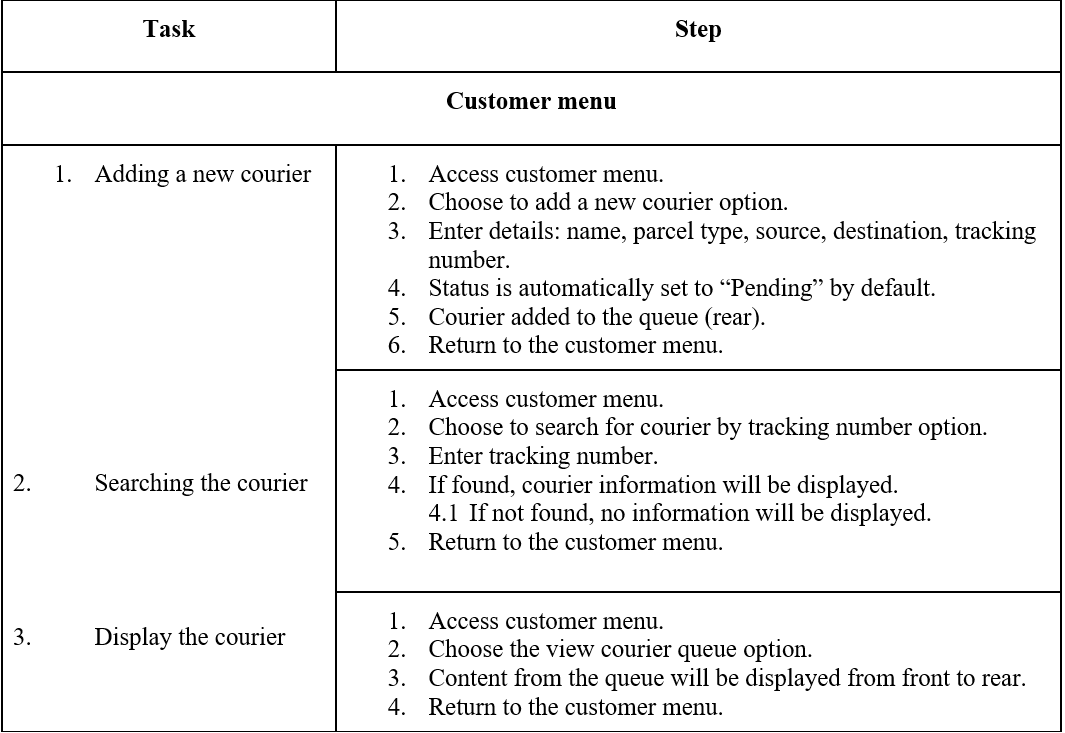 Task
Step
Customer menu
1. Adding a new courier
1. Access customer menu.
2. Choose to add a new courier option.
3. Enter details: name, parcel type, source, destination, tracking
number.
4. Status is automatically set to “Pending” by default.
5. Courier added to the queue (rear).
6. Return to the customer menu.
2. Searching the courier
1. Access customer menu.
2. Choose to search for courier by tracking number option.
3. Enter tracking number.
4. If found, courier information will be displayed.
4.1 If not found, no information will be displayed.
5. Return to the customer menu.
3. Display the courier
1. Access customer menu.
2. Choose the view courier queue option.
3. Content from the queue will be displayed from front to rear.
4. Return to the customer menu.